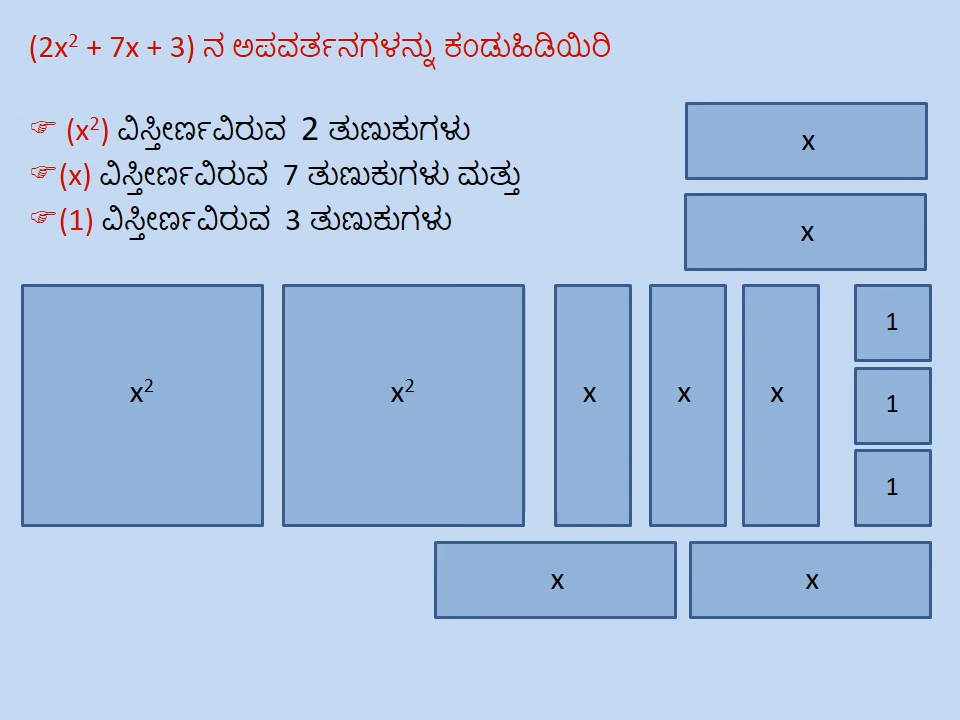 (2x² + 7x + 3) ನ ಅಪವರ್ತನಗಳನ್ನು ಕಂಡುಹಿಡಿಯಿರಿ
☞ (x²) ವಿಸ್ತೀರ್ಣವಿರುವ 2 ತುಣುಕುಗಳು
☞(x) ವಿಸ್ತೀರ್ಣವಿರುವ 7 ತುಣುಕುಗಳು ಮತ್ತು
☞(1) ವಿಸ್ತೀರ್ಣವಿರುವ 3 ತುಣುಕುಗಳು
x
x
x² x² x x x
1
1
1
x x